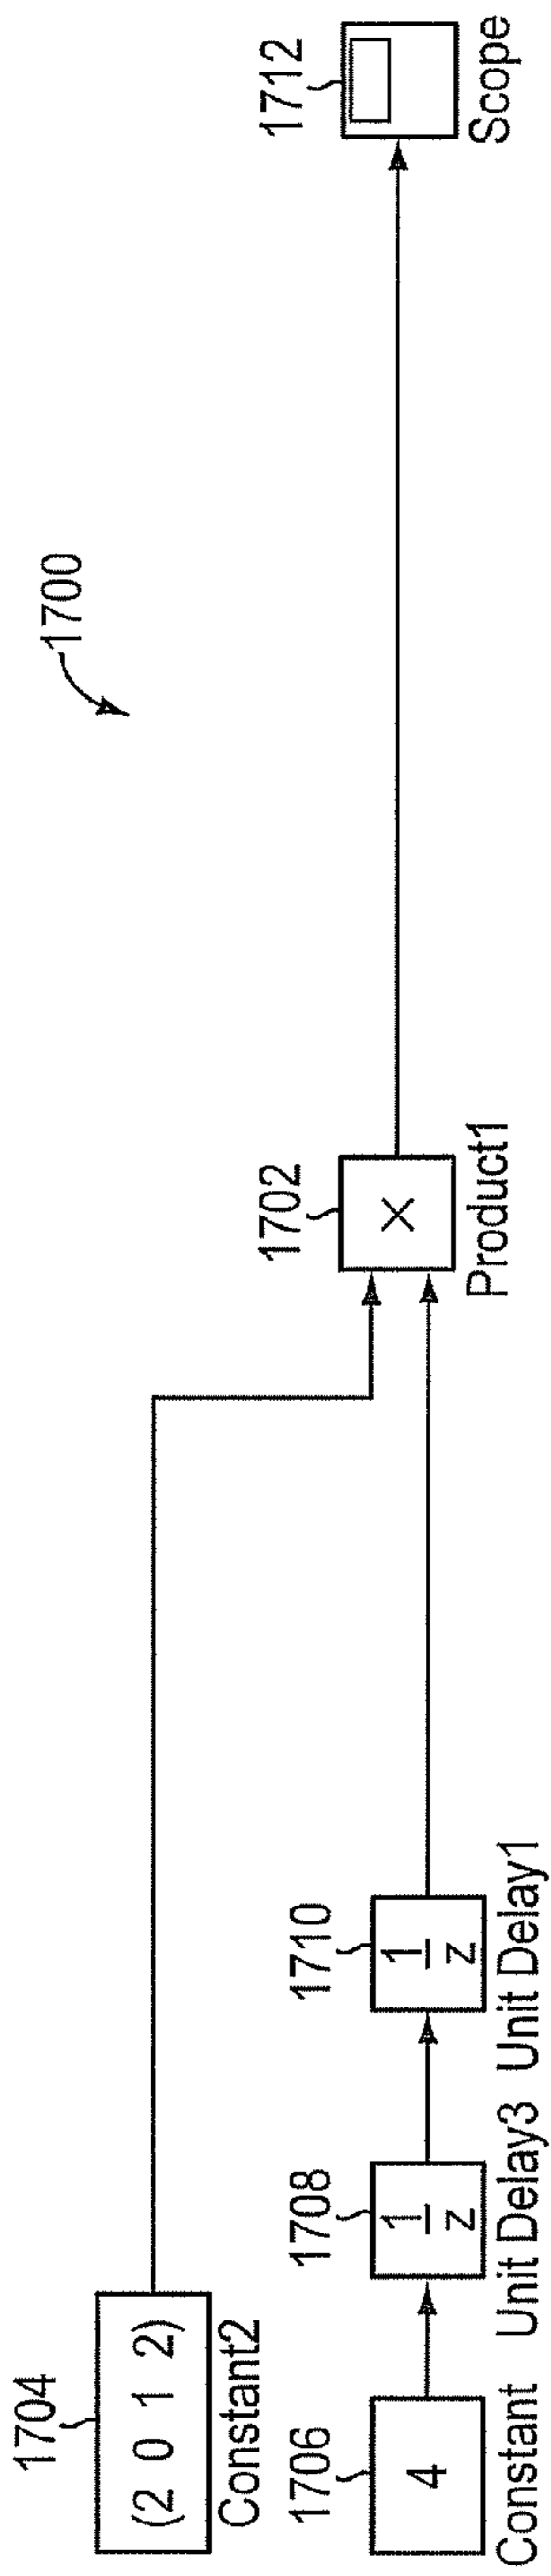 1700
1704
(2 0 1 2)
Constant2
1706
4
Constant
1708
1
z
Unit Delay3
1710
1
z
Unit Delay1
1702
×
Product1
1712
Scope